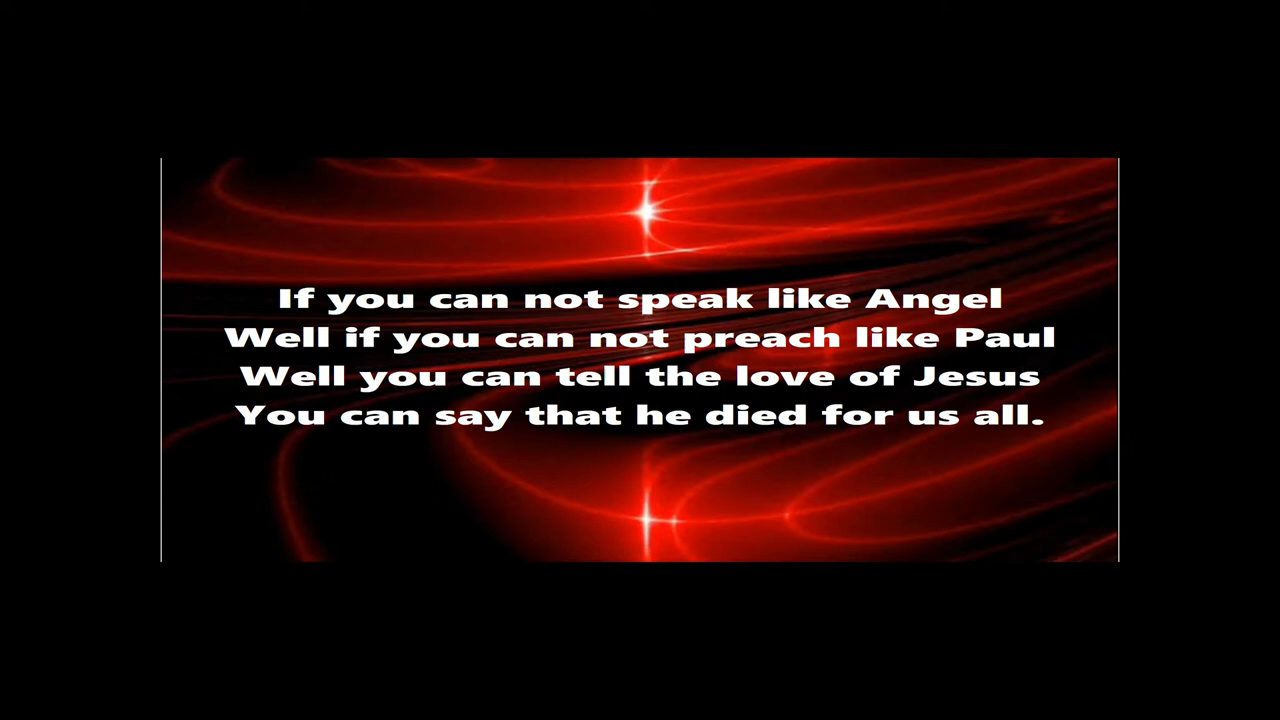 If you can not speak like Angel
Well if you can not preach like Paul
Well you can tell the love of Jesus
You can say that he died for us all.